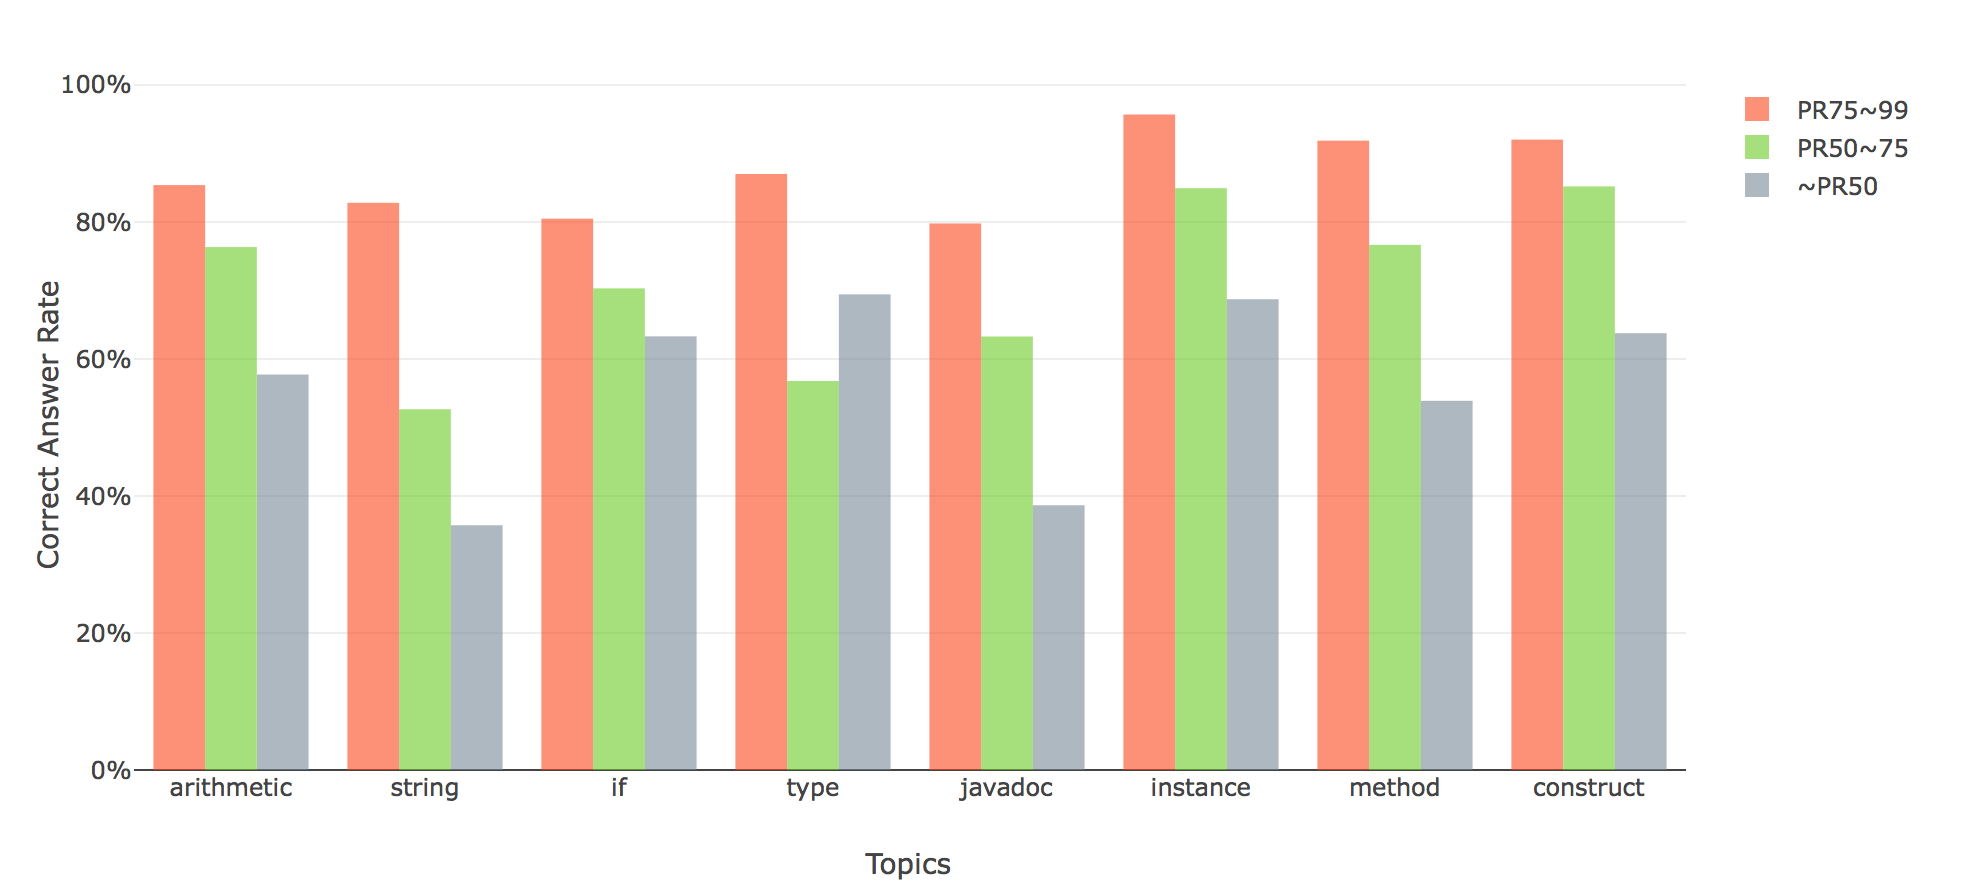 100%
80%
60%
40%
20%
0%
Correct Answer Rate
arithmetic
string
if
type
javadoc
instance
method
construct
Topics
PR75~99
PR50~75
~PR50